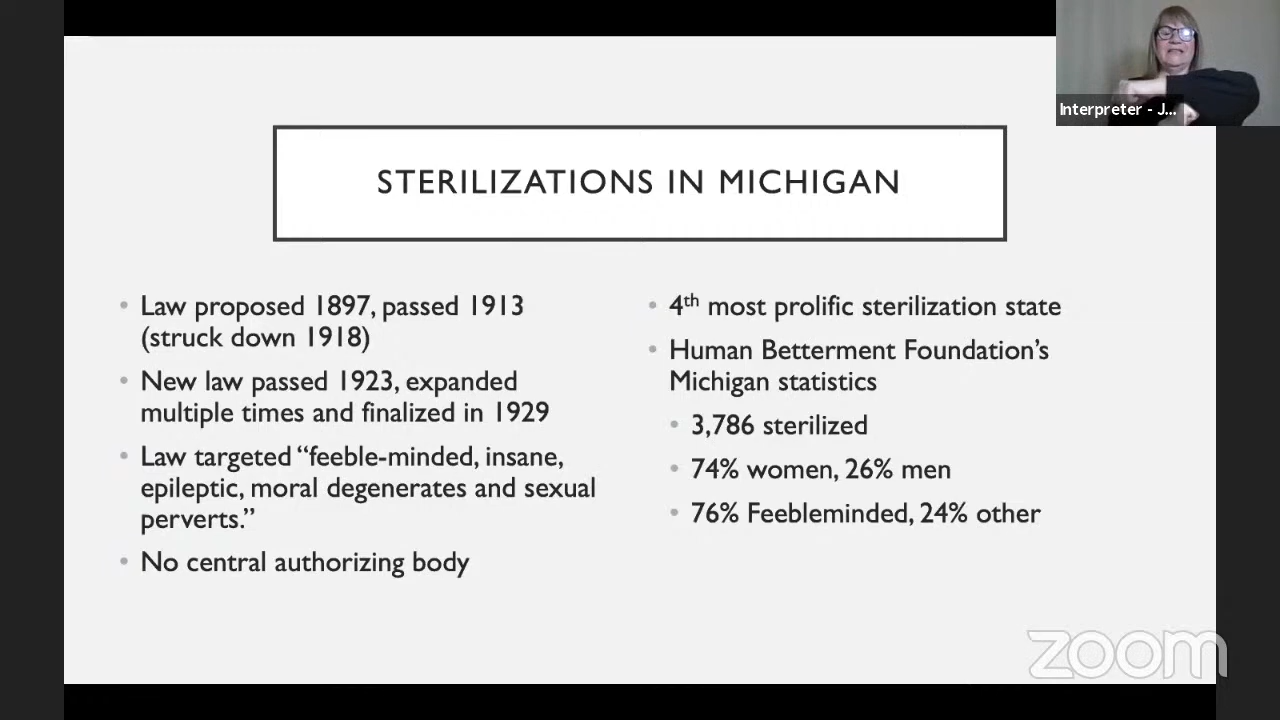 Interpreter - J...
STERILIZATIONS IN MICHIGAN
• Law proposed 1897, passed 1913
(struck down 1918)
• New law passed 1923, expanded
multiple times and finalized in 1929
• Law targeted “feeble-minded, insane,
epileptic, moral degenerates and sexual
perverts.”
• No central authorizing body
• 4th most prolific sterilization state
• Human Betterment Foundation’s
Michigan statistics
• 3,786 sterilized
• 74% women, 26% men
• 76% Feebleminded, 24% other
zoom